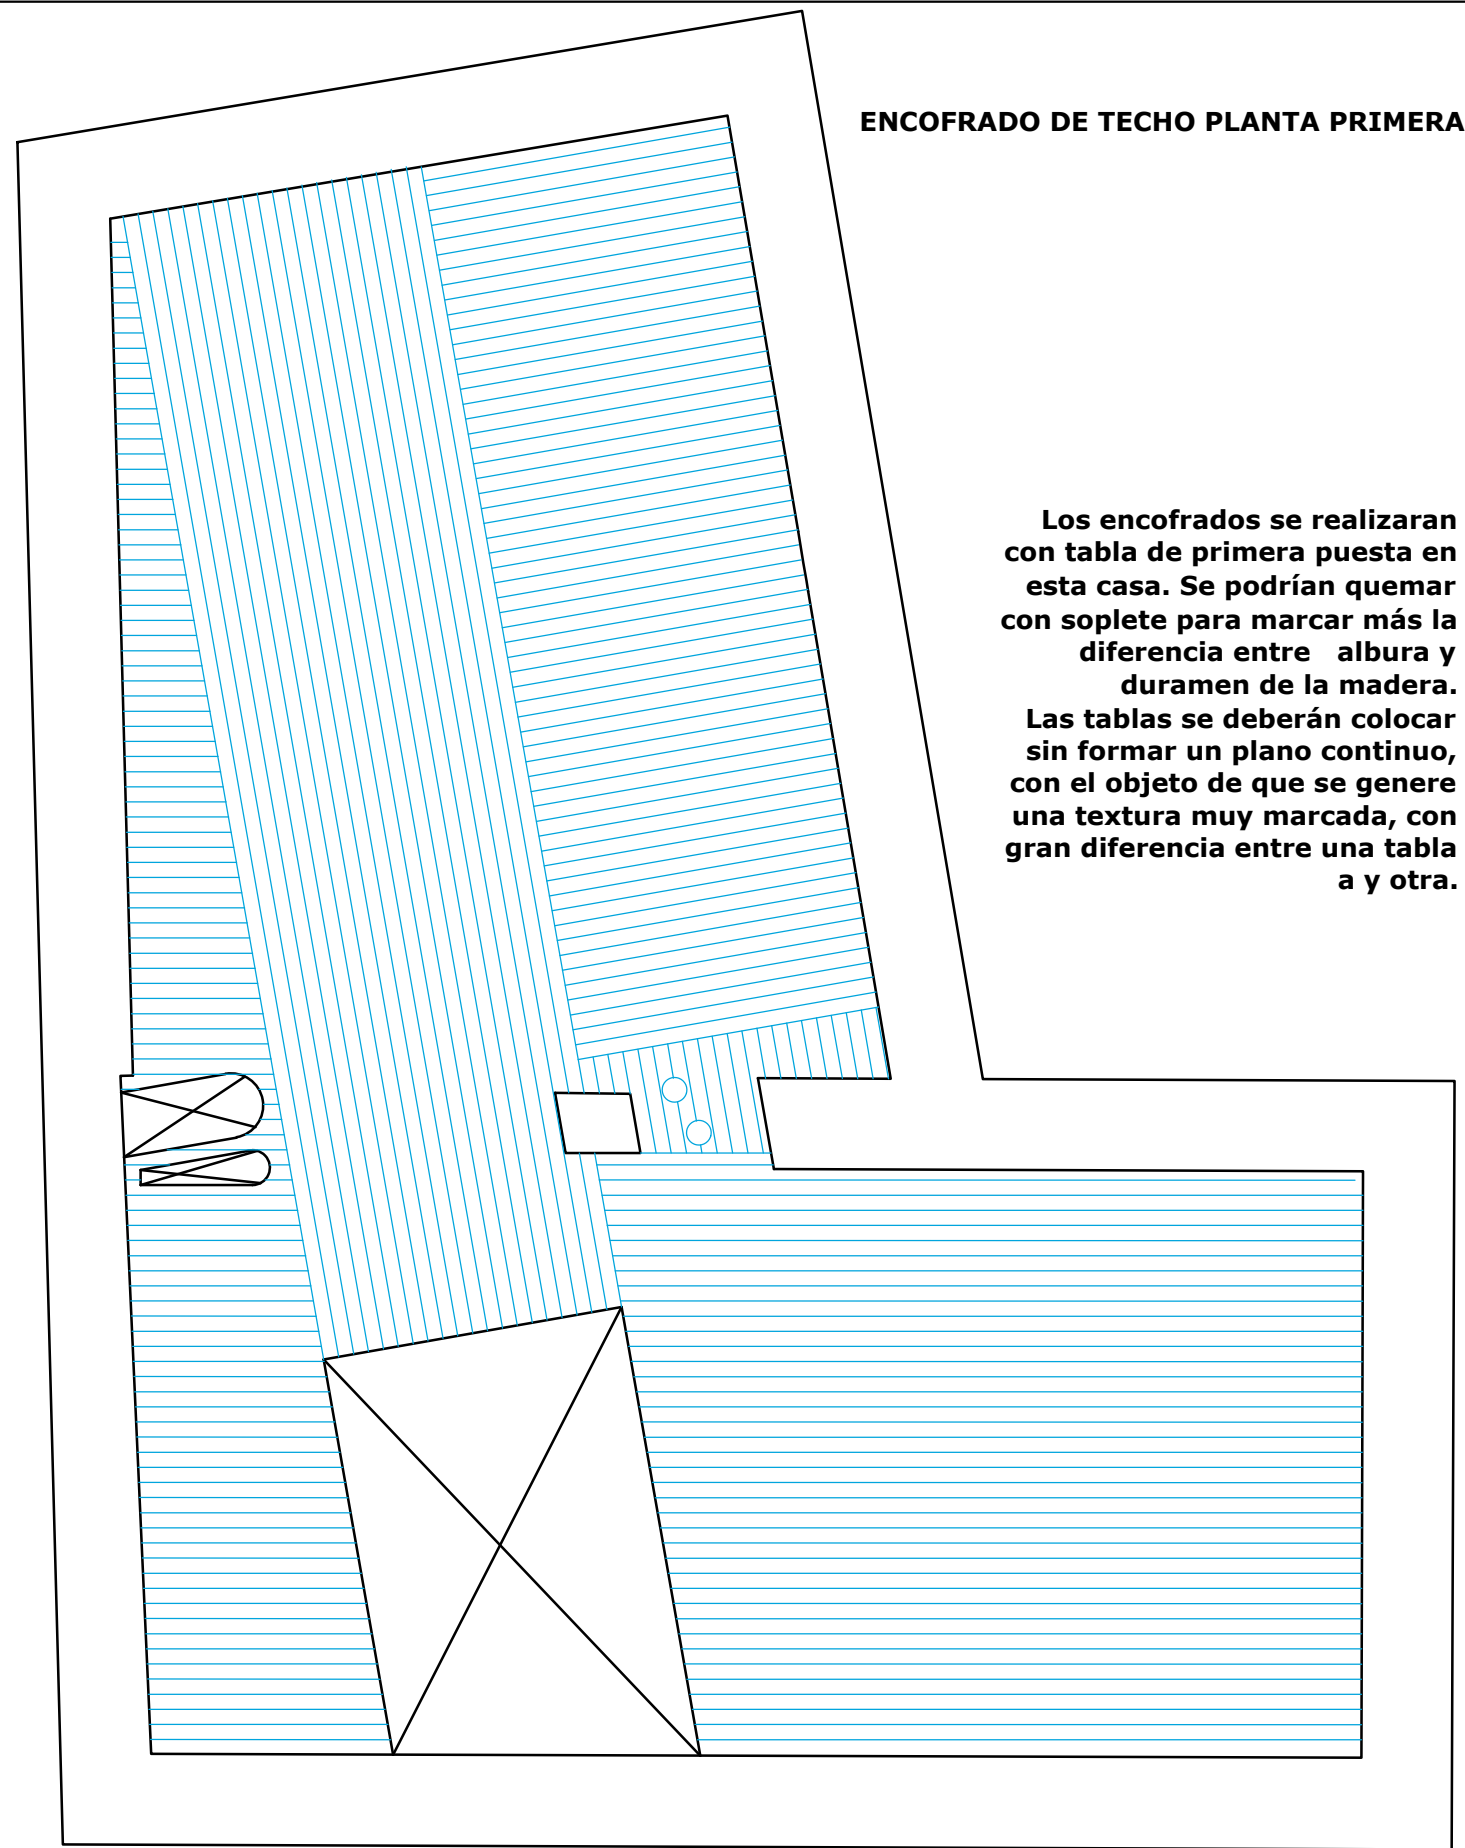 ENCOFRADO DE TECHO PLANTA PRIMERA
Los encofrados se realizaran
con tabla de primera puesta en
esta casa. Se podrían quemar
con soplete para marcar más la
diferencia entre albura y
duramen de la madera.
Las tablas se deberán colocar
sin formar un plano continuo,
con el objeto de que se genere
una textura muy marcada, con
gran diferencia entre una tabla
a y otra.